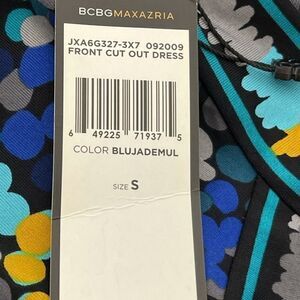 BCBGMAXAZRIA
JXA6G327-3X7 092009
FRONT CUT OUT DRESS
6 49225 71937 5
COLOR BLUJADEMUL
SIZE S